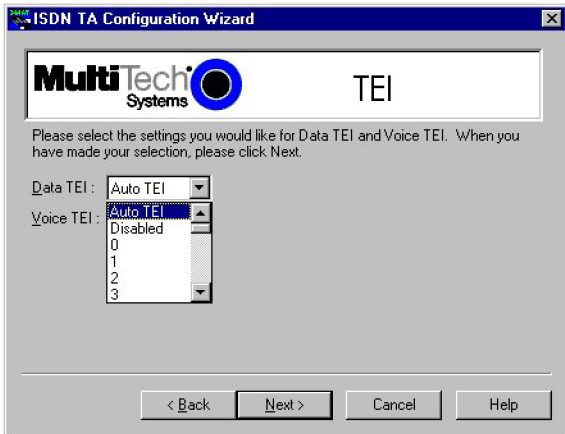 ISDN TA Configuration Wizard
MultiTech
Systems
TEI
Please select the settings you would like for Data TEI and Voice TEI. When you
have made your selection, please click Next.
Data TEI : Auto TEI
Voice TEI :
Auto TEI
Disabled
0
1
2
3
< Back
Next >
Cancel
Help